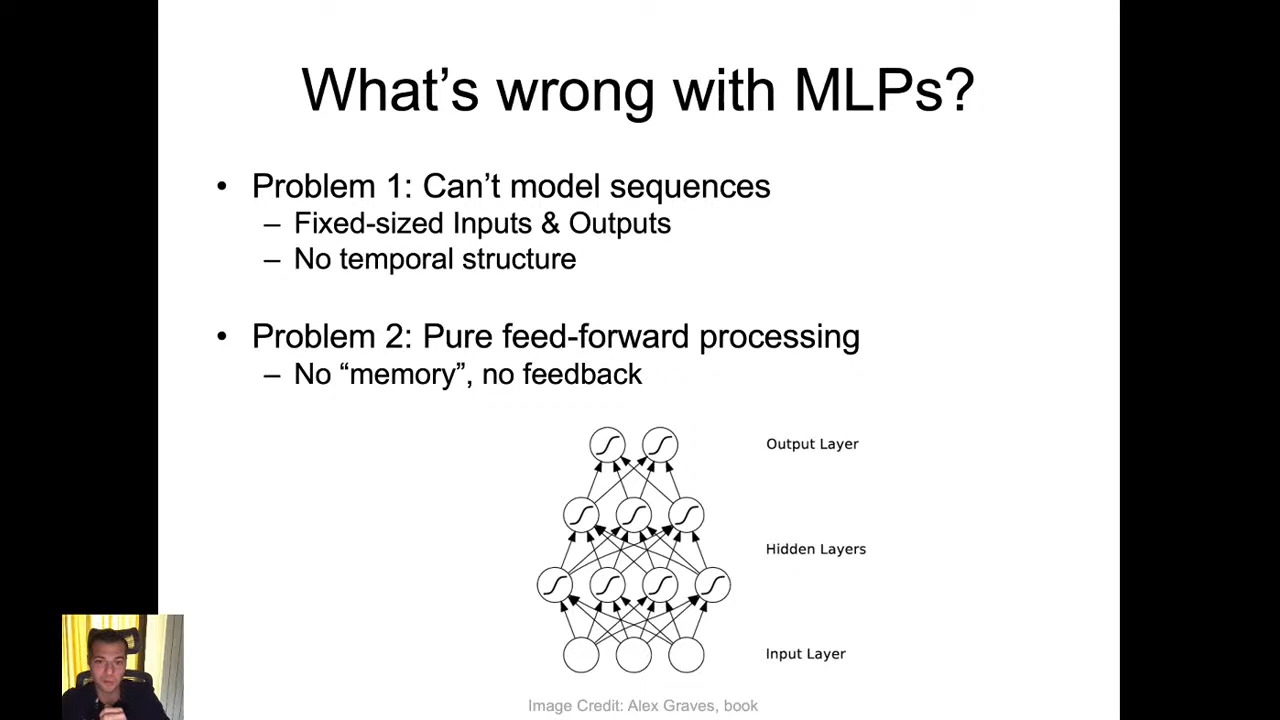 What’s wrong with MLPs?
• Problem 1: Can’t model sequences
– Fixed-sized Inputs & Outputs
– No temporal structure
• Problem 2: Pure feed-forward processing
– No “memory”, no feedback
Output Layer
Hidden Layers
Input Layer
Image Credit: Alex Graves, book